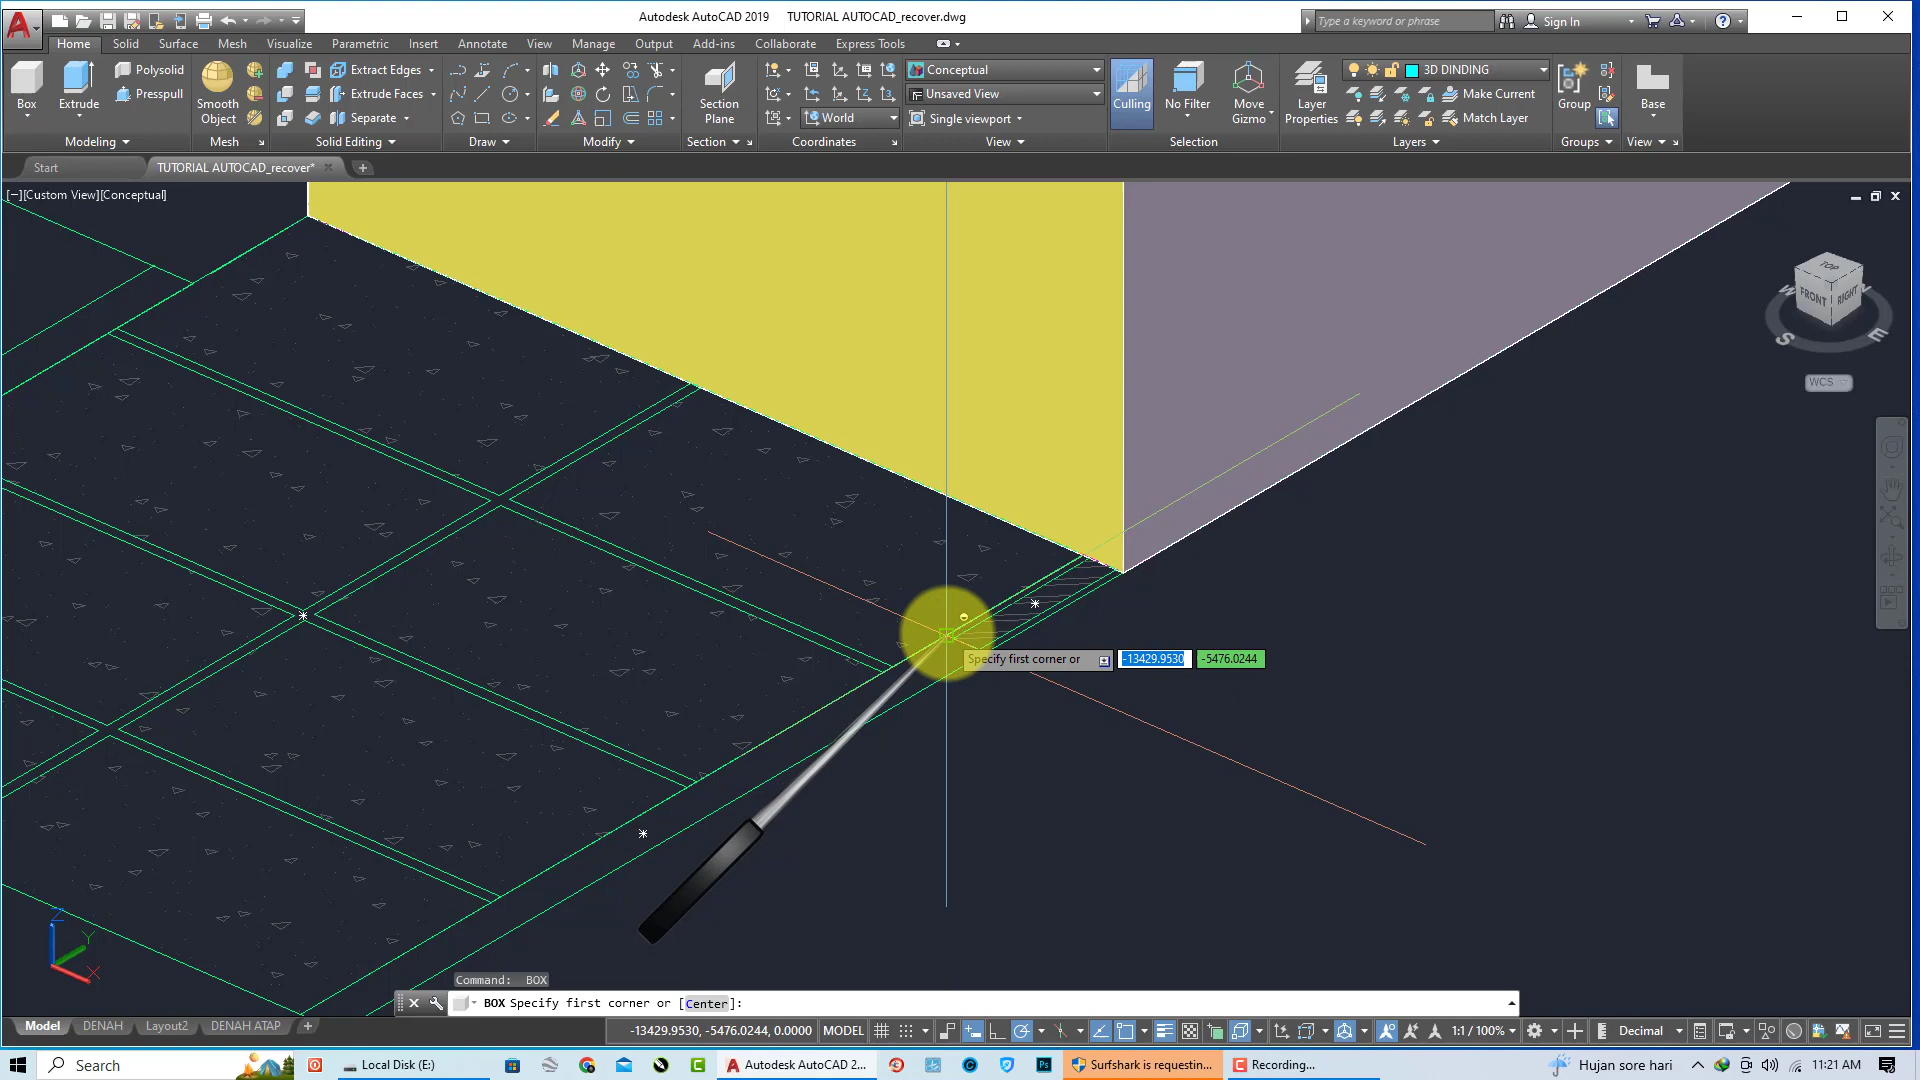 Autodesk AutoCAD 2019 TUTORIAL AUTOCAD_recover.dwg
Type a keyword or phrase
Sign In
Home Solid Surface Mesh Visualize Parametric Insert Annotate View Manage Output Add-ins Collaborate Express Tools
Box
Extrude
Polysolid
Presspull
Modeling
Smooth
Object
Mesh
Extract Edges
Extrude Faces
Separate
Solid Editing
Draw
Modify
Section
Plane
Section
World
Coordinates
Conceptual
Unsaved View
Single viewport
View
Culling
No Filter
Move
Gizmo
Selection
Layer
Properties
3D DINDING
Make Current
Match Layer
Layers
Group
Groups
Base
View
Start
TUTORIAL AUTOCAD_recover*
[−][Custom View][Conceptual]
TOP
FRONT
RIGHT
W
S
E
WCS
Specify first corner or
-13429.9530
-5476.0244
Z
Y
X
Command: BOX
BOX Specify first corner or [Center]:
Model DENAH Layout2 DENAH ATAP
-13429.9530, -5476.0244, 0.0000 MODEL
1:1 / 100%
Decimal
Search
Local Disk (E:)
Autodesk AutoCAD 2...
Surfshark is requestin...
Recording...
Hujan sore hari
11:21 AM